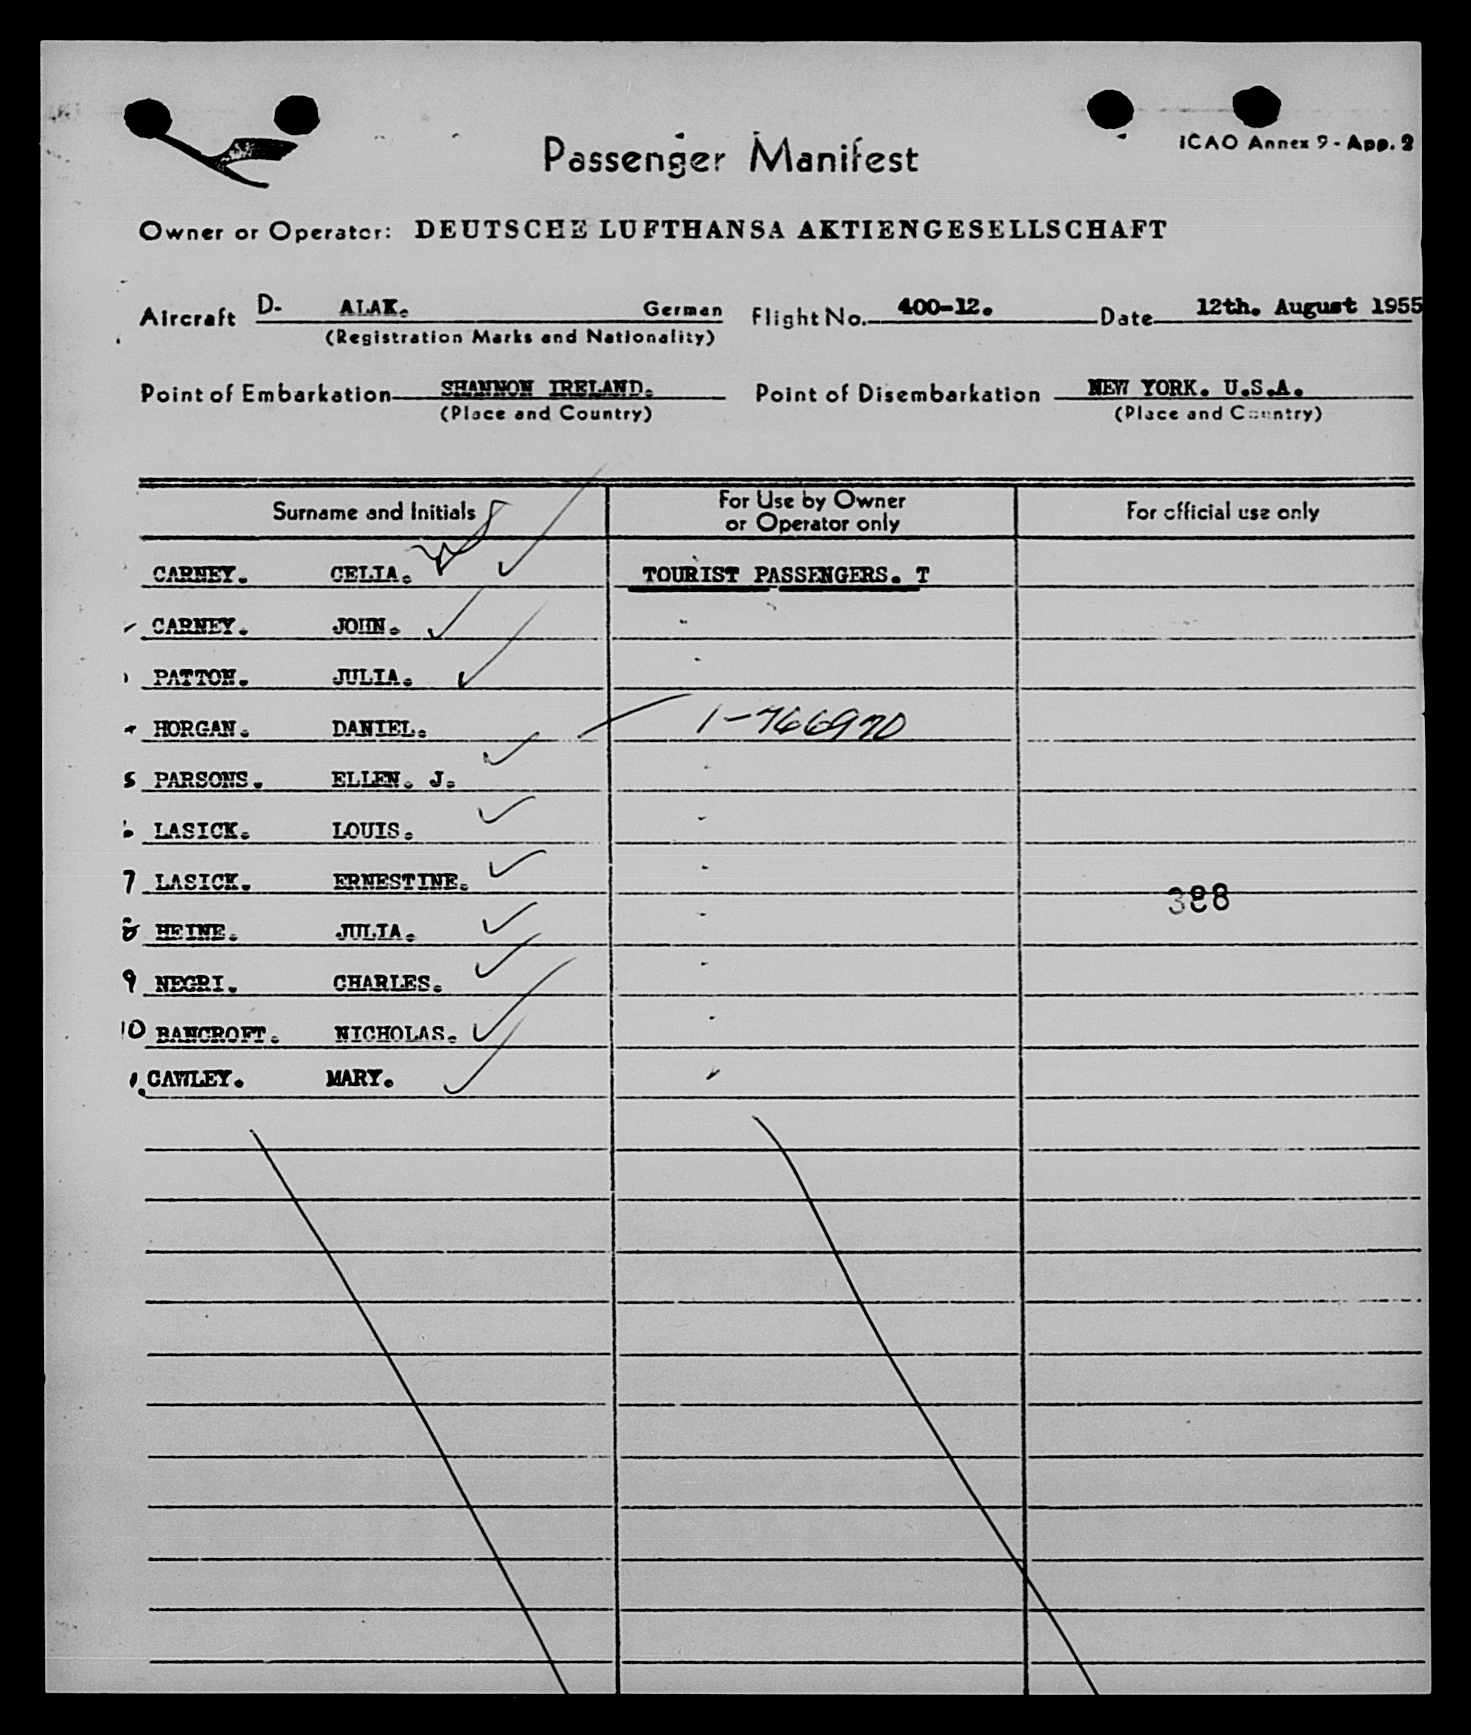 Passenger Manifest
ICAO Annex 9 - App. 2
Owner or Operator: DEUTSCHE LUFTHANSA AKTIENGESELLSCHAFT
Aircraft D- ALAK. German Flight No. 400-12. Date 12th. August 1955
(Registration Marks and Nationality)
Point of Embarkation SHANNON IRELAND. Point of Disembarkation NEW YORK. U.S.A.
(Place and Country) (Place and Country)
Surname and Initials For Use by Owner or Operator only For official use only
CARNEY. CELIA. TOURIST PASSENGERS. T
CARNEY. JOHN.
PATTON. JULIA.
HORGAN. DANIEL. 1-766970
5 PARSONS. ELLEN. J.
6 LASICK. LOUIS.
7 LASICK. ERNESTINE.
388
8 HEINE. JULIA.
9 NEGRI. CHARLES.
10 BANCROFT. NICHOLAS.
CAWLEY. MARY.